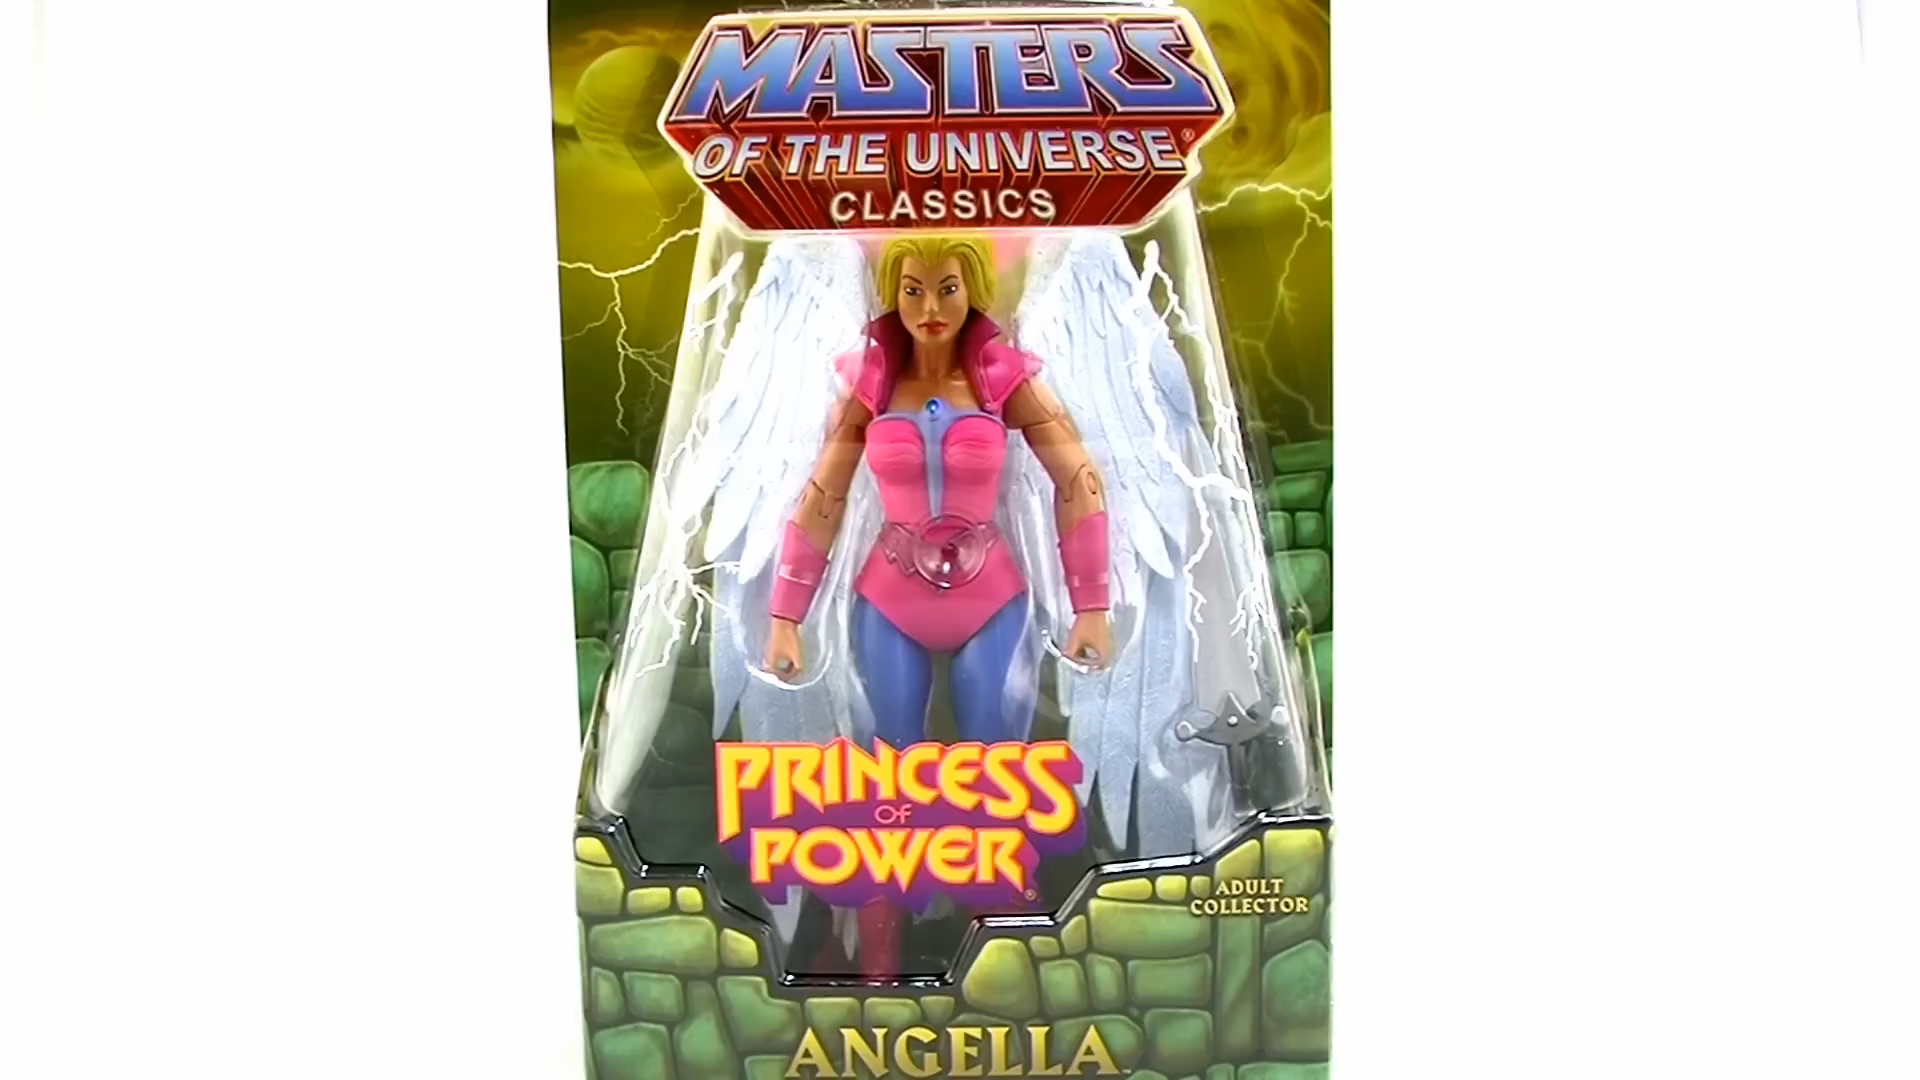 MASTERS
OF THE UNIVERSE®
CLASSICS
PRINCESS
OF
POWER®
ADULT
COLLECTOR
ANGELLA